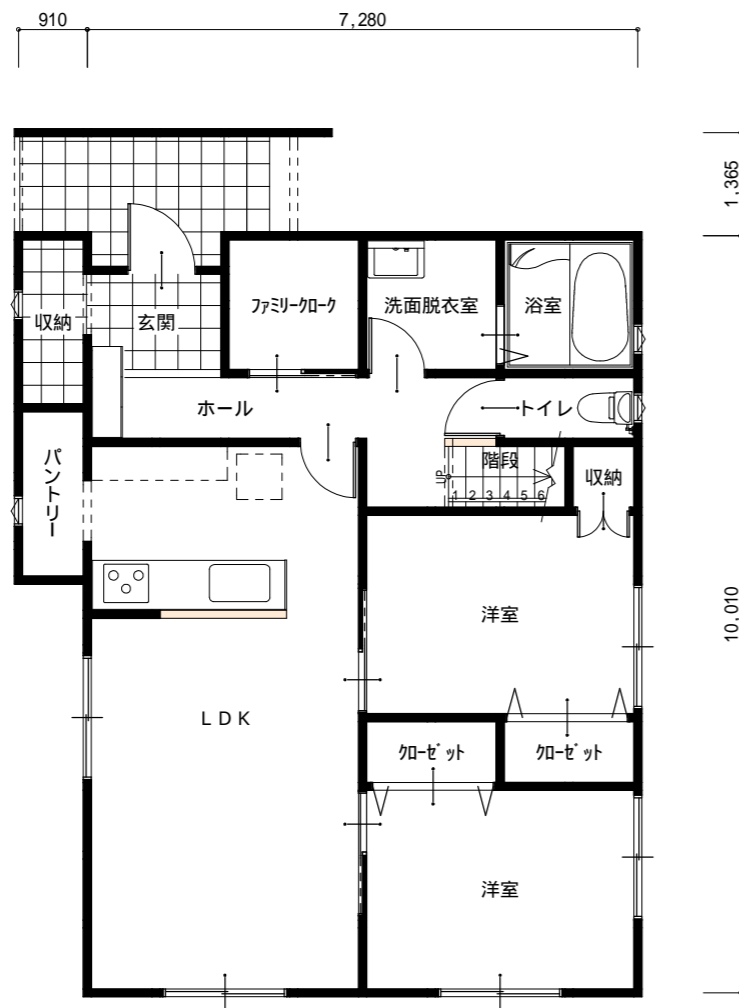 910
7,280
1,365
収納
玄関
ファミリークローク
洗面脱衣室
浴室
ホール
トイレ
パントリー
UP
階段
1 2 3 4 5 6
収納
洋室
10,010
LDK
クローゼット
クローゼット
洋室